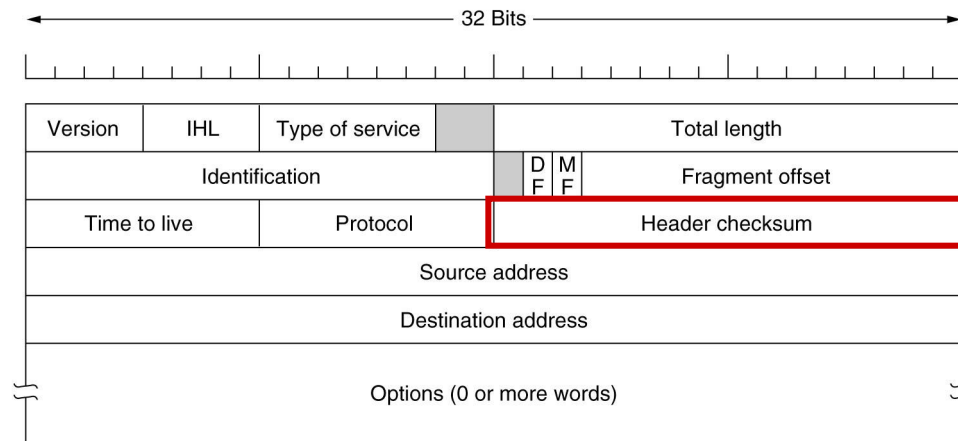 32 Bits
Version IHL Type of service Total length
Identification D F M F Fragment offset
Time to live Protocol Header checksum
Source address
Destination address
Options (0 or more words)